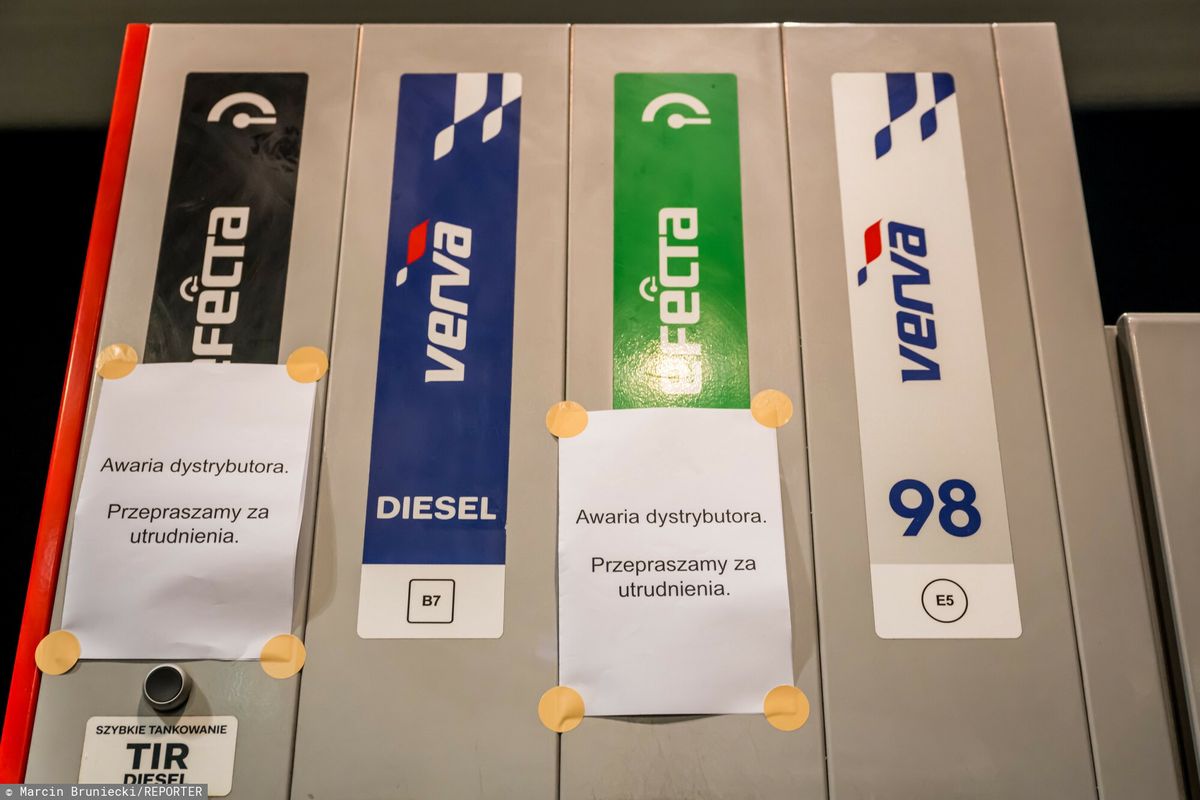 efecta
verva
efecta
verva
DIESEL
98
B7
E5
Awaria dystrybutora.
Przepraszamy za
utrudnienia.
Awaria dystrybutora.
Przepraszamy za
utrudnienia.
SZYBKIE TANKOWANIE
TIR
DIESEL
© Marcin Bruniecki/REPORTER